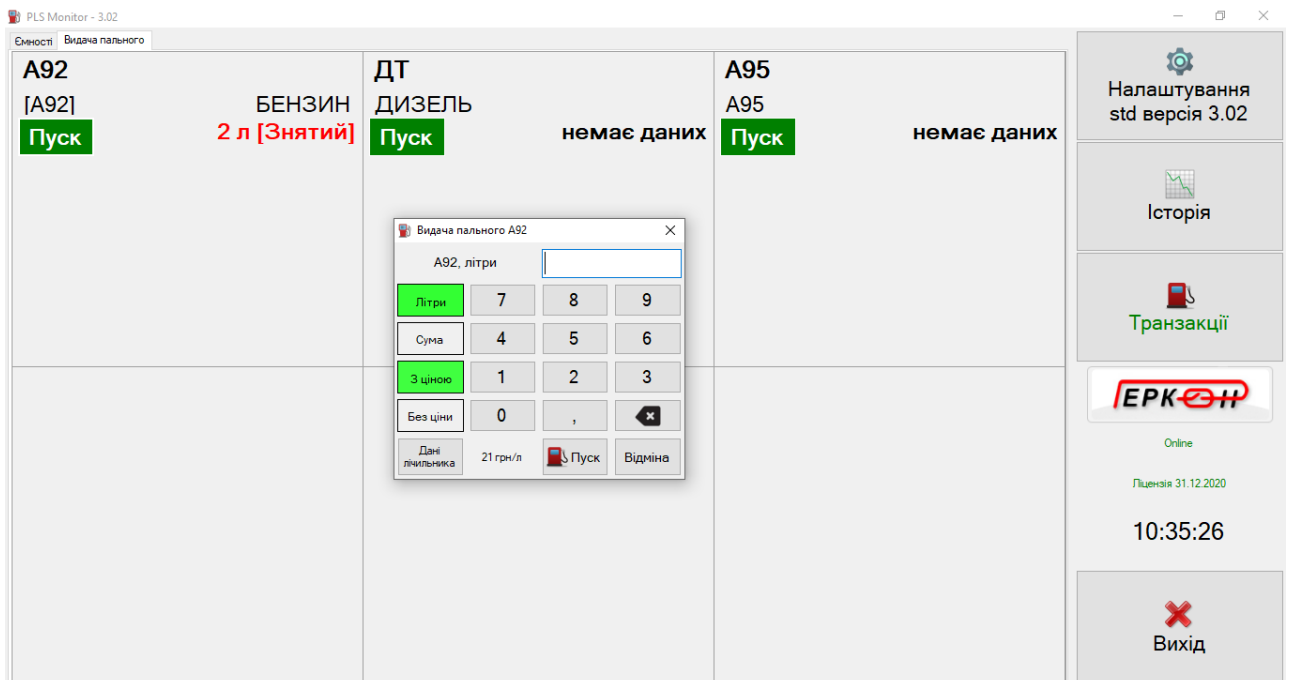 PLS Monitor - 3.02
Ємності Видача пального
А92
[А92] БЕНЗИН
Пуск 2 л [Знятий]
ДТ
ДИЗЕЛЬ
Пуск немає даних
А95
А95
Пуск немає даних
Видача пального А92
А92, літри
Літри 7 8 9
Сума 4 5 6
З ціною 1 2 3
Без ціни 0 ,
Дані
лічильника 21 грн/л Пуск Відміна
Налаштування
std версія 3.02
Історія
Транзакції
ГЕРКОН
Online
Ліцензія 31.12.2020
10:35:26
Вихід